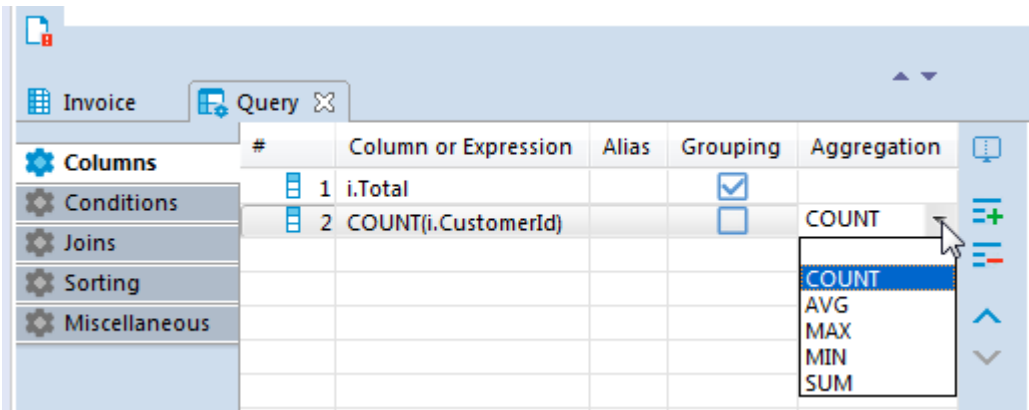 Invoice Query
# Column or Expression Alias Grouping Aggregation
Columns
1 i.Total
Conditions
2 COUNT(i.CustomerId) COUNT
Joins
Sorting
COUNT
AVG
Miscellaneous
MAX
MIN
SUM